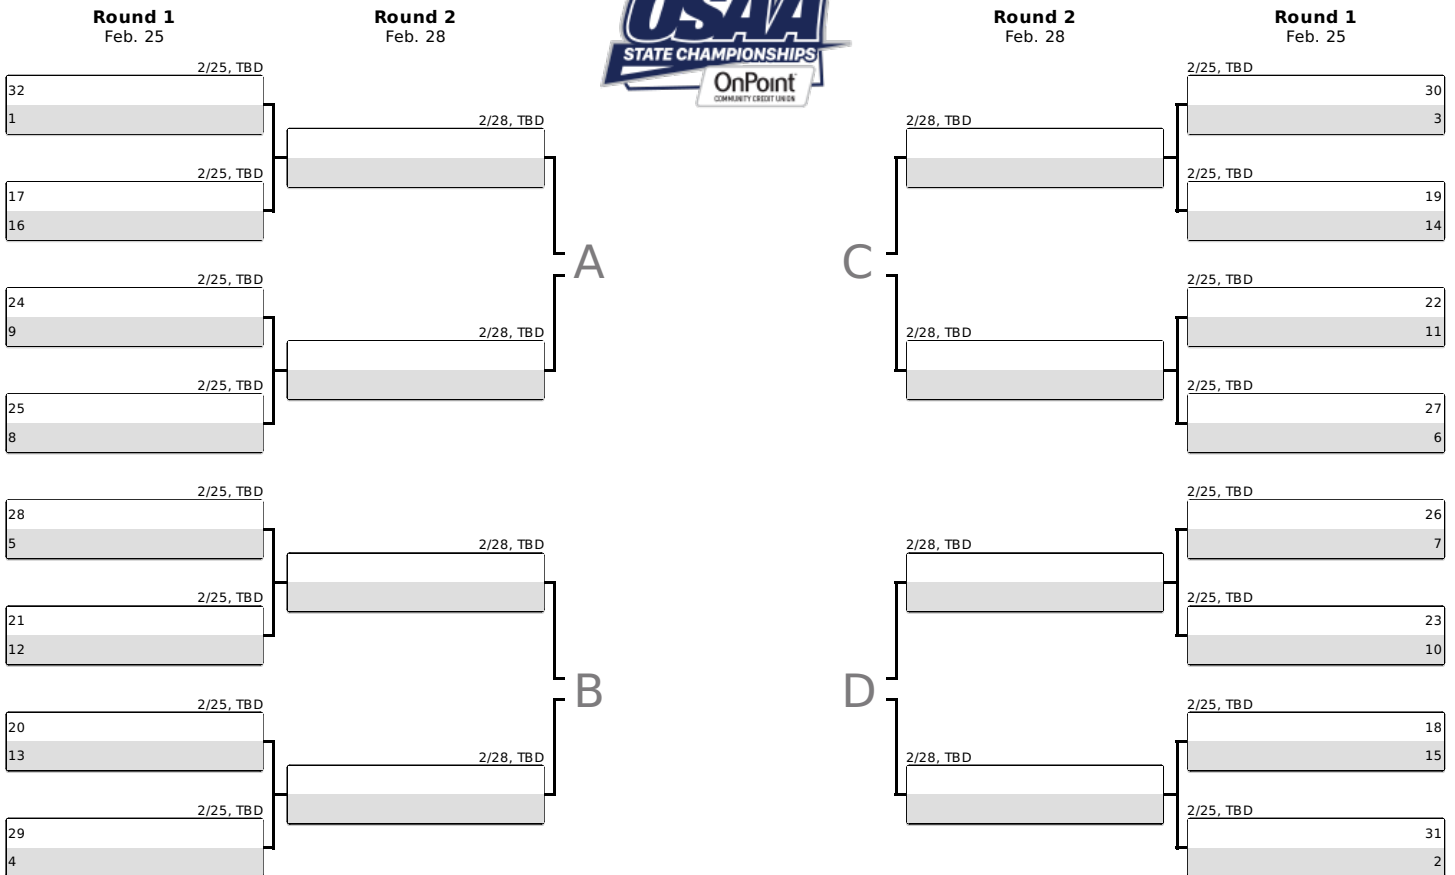 Round 1
Feb. 25
Round 2
Feb. 28
USAA
STATE CHAMPIONSHIPS
OnPoint
COMMUNITY CREDIT UNION
Round 2
Feb. 28
Round 1
Feb. 25
2/25, TBD
32
1
2/25, TBD
17
16
2/25, TBD
24
9
2/25, TBD
25
8
2/25, TBD
28
5
2/25, TBD
21
12
2/25, TBD
20
13
2/25, TBD
29
4
2/28, TBD
2/28, TBD
2/28, TBD
2/28, TBD
A
B
C
D
2/28, TBD
2/28, TBD
2/28, TBD
2/28, TBD
2/25, TBD
30
3
2/25, TBD
19
14
2/25, TBD
22
11
2/25, TBD
27
6
2/25, TBD
26
7
2/25, TBD
23
10
2/25, TBD
18
15
2/25, TBD
31
2